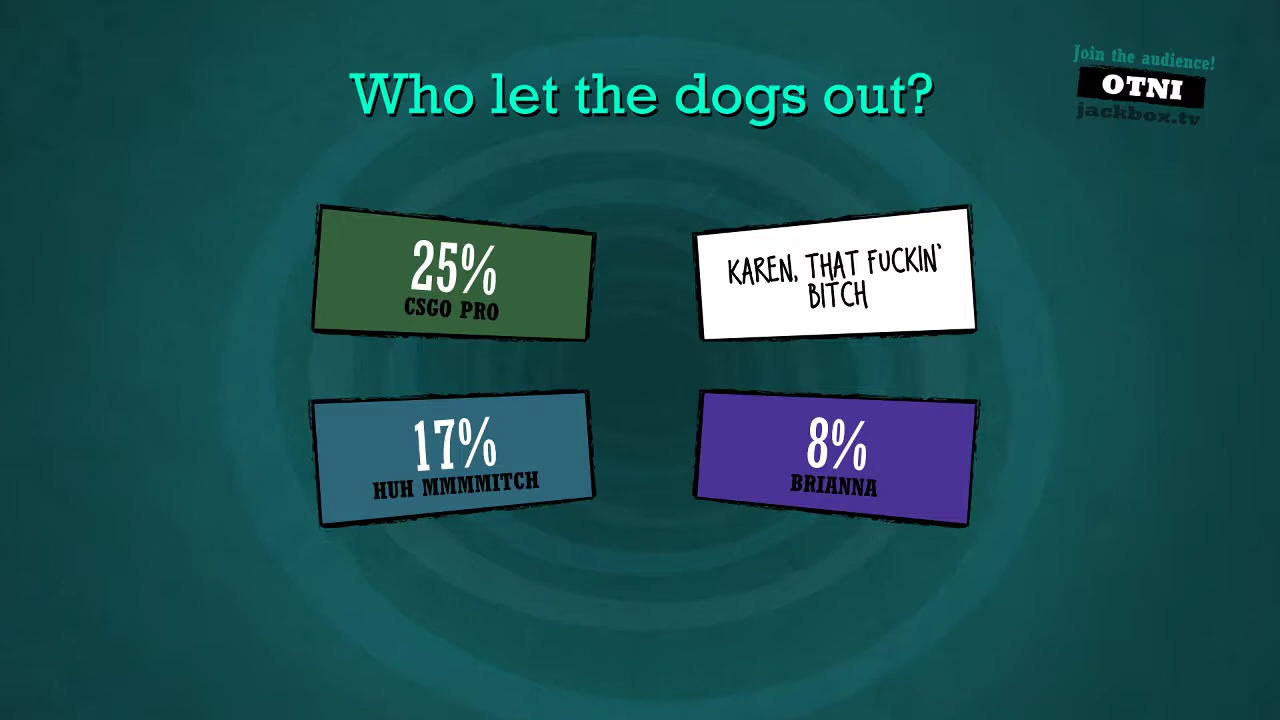 Join the audience!
OTNI
jackbox.tv
Who let the dogs out?
25%
CSGO PRO
KAREN, THAT FUCKIN'
BITCH
17%
HUH MMMMITCH
8%
BRIANNA